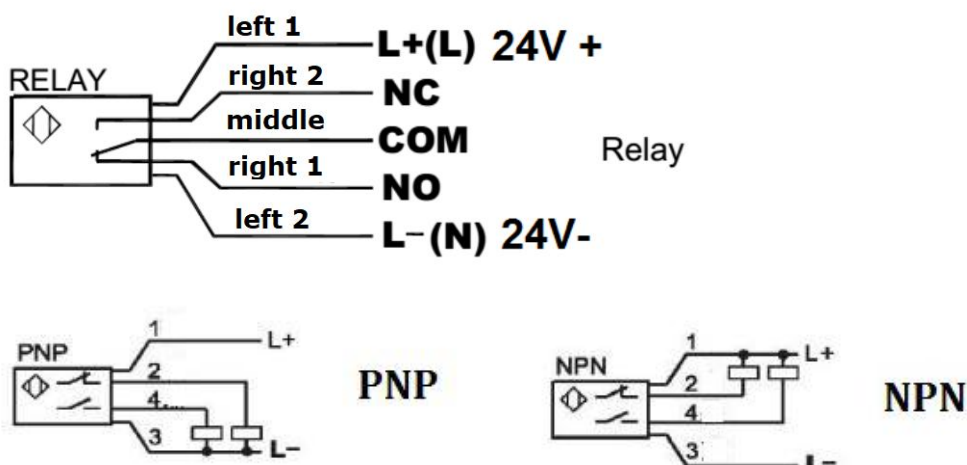 left 1
L+(L) 24V +
RELAY
right 2
NC
middle
COM
Relay
right 1
NO
left 2
L-(N) 24V-
PNP
1
L+
2
4
3
L-
PNP
NPN
1
L+
2
4
3
L-
NPN